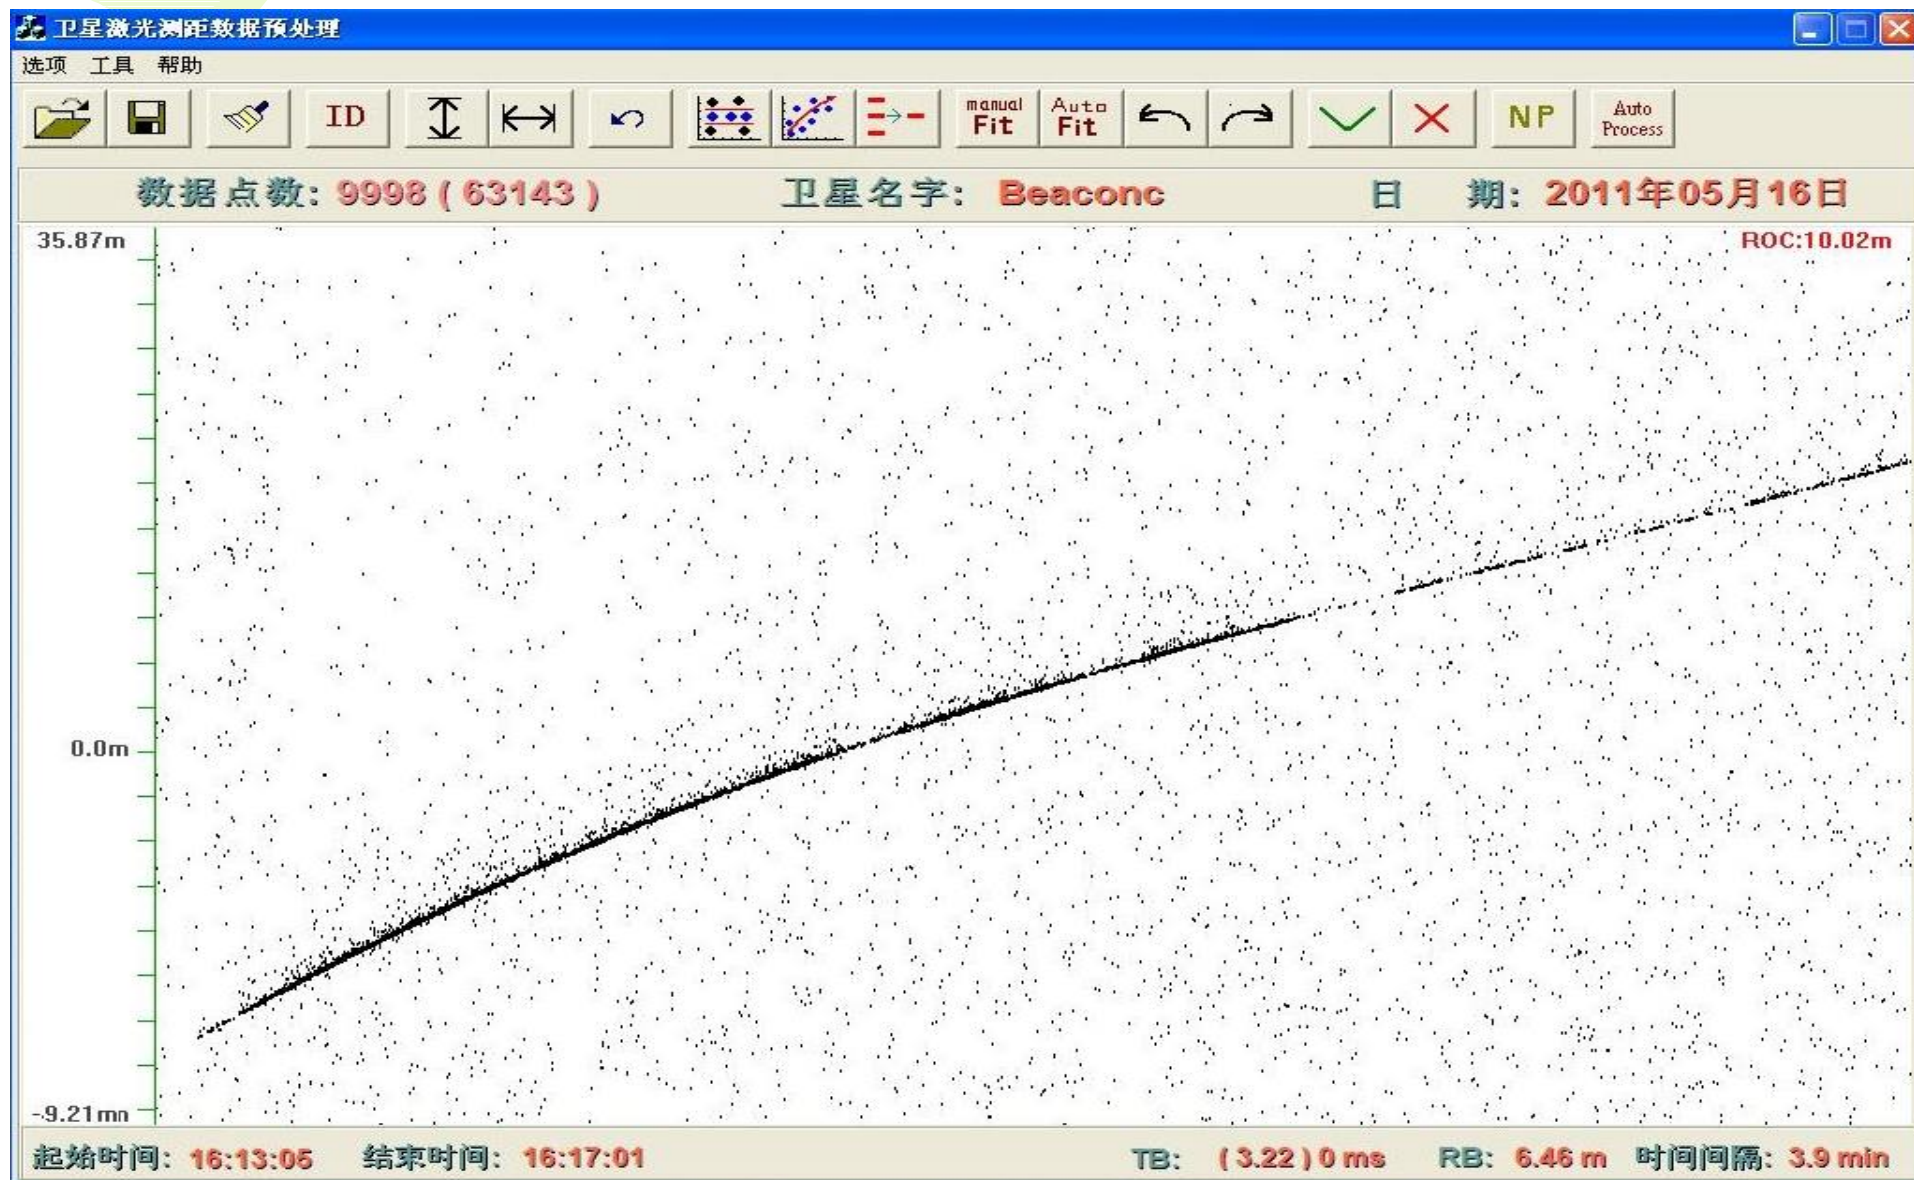 卫星激光测距数据预处理
选项 工具 帮助
ID manual Fit Auto Fit NP Auto Process
数据点数: 9998 ( 63143 ) 卫星名字: Beaconc 日 期: 2011年05月16日
35.87m ROC:10.02m
0.0m
-9.21m
起始时间: 16:13:05 结束时间: 16:17:01 TB: ( 3.22 ) 0 ms RB: 6.46 m 时间间隔: 3.9 min